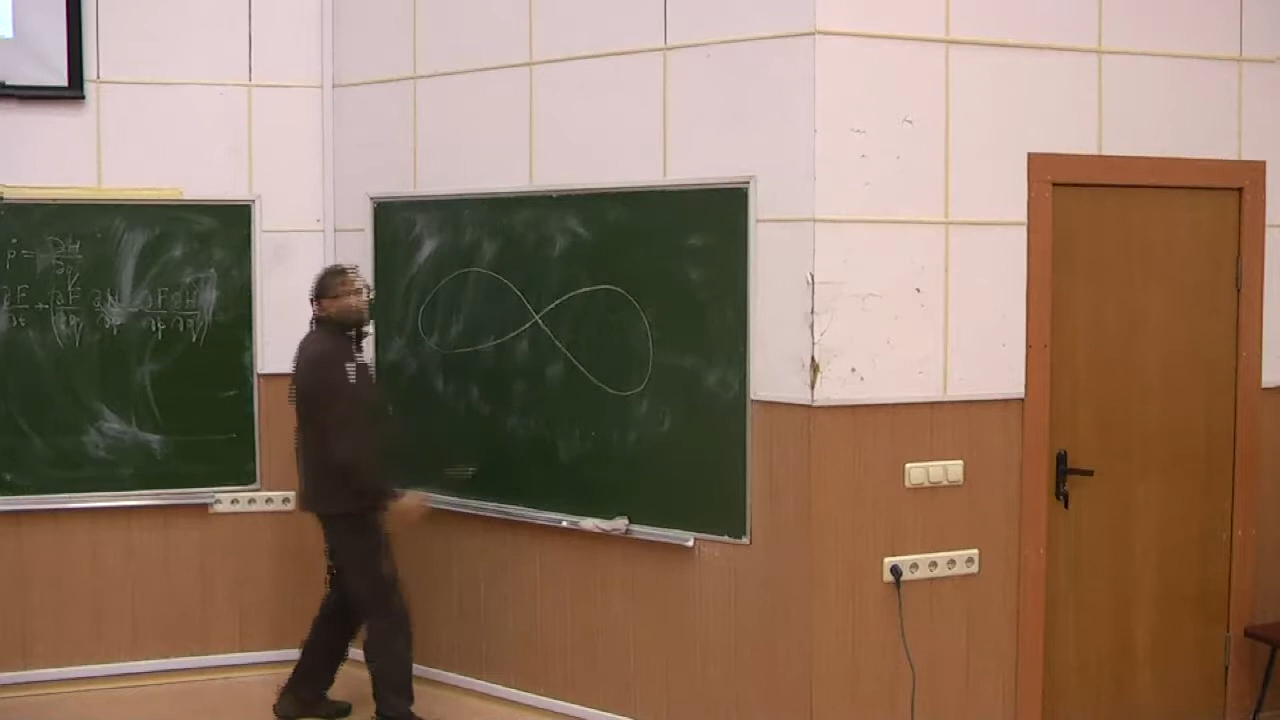 ṗ = -∂H/∂q
∂F/∂t + (∂F/∂q ∂H/∂p - ∂F/∂p ∂H/∂q)